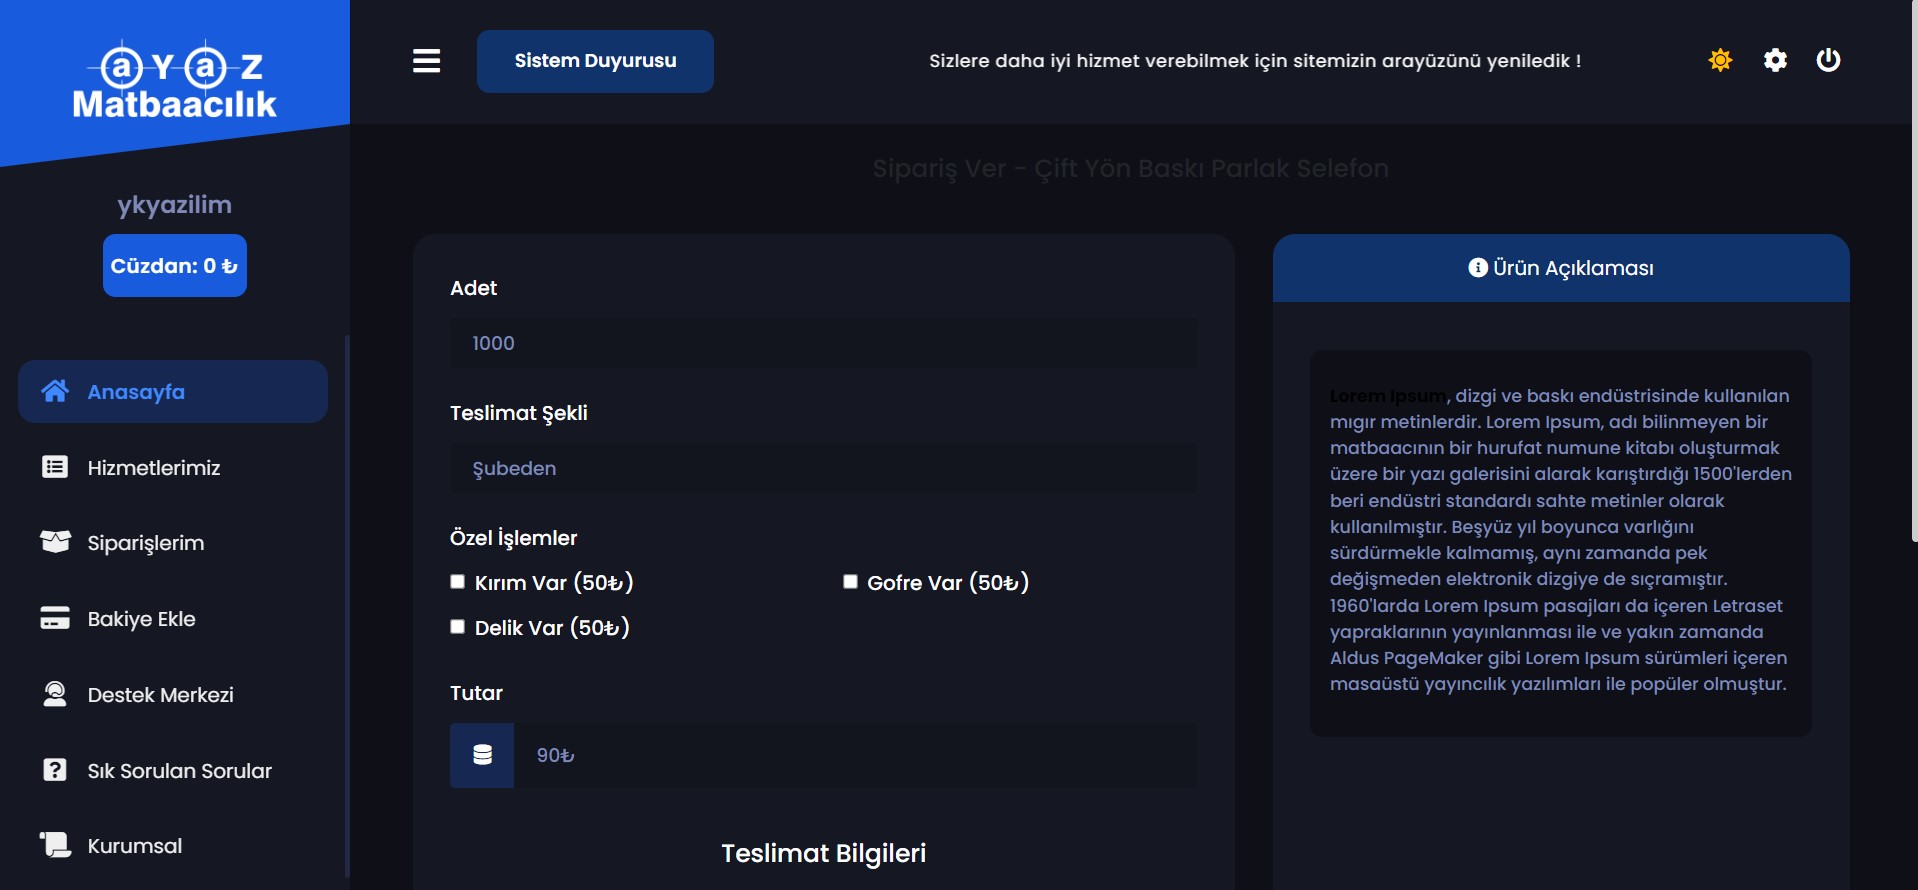 aYaZ
Matbaacılık
Sistem Duyurusu
Sizlere daha iyi hizmet verebilmek için sitemizin arayüzünü yeniledik !
ykyazilim
Cüzdan: 0 ₺
Anasayfa
Hizmetlerimiz
Siparişlerim
Bakiye Ekle
Destek Merkezi
Sık Sorulan Sorular
Kurumsal
Sipariş Ver - Çift Yön Baskı Parlak Selefon
Adet
1000
Teslimat Şekli
Şubeden
Özel İşlemler
Kırım Var (50₺)
Gofre Var (50₺)
Delik Var (50₺)
Tutar
90₺
Teslimat Bilgileri
Ürün Açıklaması
Lorem Ipsum, dizgi ve baskı endüstrisinde kullanılan
mıgır metinlerdir. Lorem Ipsum, adı bilinmeyen bir
matbaacının bir hurufat numune kitabı oluşturmak
üzere bir yazı galerisini alarak karıştırdığı 1500'lerden
beri endüstri standardı sahte metinler olarak
kullanılmıştır. Beşyüz yıl boyunca varlığını
sürdürmekle kalmamış, aynı zamanda pek
değişmeden elektronik dizgiye de sıçramıştır.
1960'larda Lorem Ipsum pasajları da içeren Letraset
yapraklarının yayınlanması ile ve yakın zamanda
Aldus PageMaker gibi Lorem Ipsum sürümleri içeren
masaüstü yayıncılık yazılımları ile popüler olmuştur.